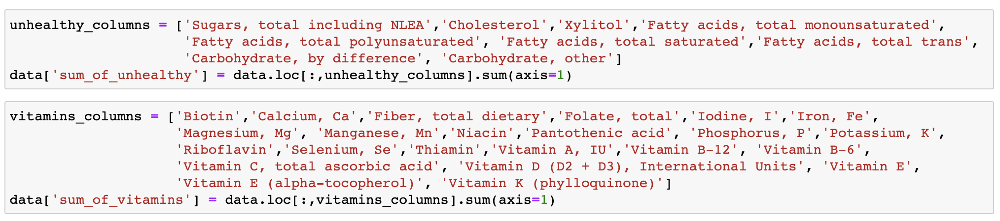 unhealthy_columns = ['Sugars, total including NLEA','Cholesterol','Xylitol','Fatty acids, total monounsaturated',
'Fatty acids, total polyunsaturated', 'Fatty acids, total saturated','Fatty acids, total trans',
'Carbohydrate, by difference', 'Carbohydrate, other']
data['sum_of_unhealthy'] = data.loc[:,unhealthy_columns].sum(axis=1)
vitamins_columns = ['Biotin','Calcium, Ca','Fiber, total dietary','Folate, total','Iodine, I','Iron, Fe',
'Magnesium, Mg', 'Manganese, Mn','Niacin','Pantothenic acid', 'Phosphorus, P','Potassium, K',
'Riboflavin','Selenium, Se','Thiamin','Vitamin A, IU','Vitamin B-12', 'Vitamin B-6',
'Vitamin C, total ascorbic acid', 'Vitamin D (D2 + D3), International Units', 'Vitamin E',
'Vitamin E (alpha-tocopherol)', 'Vitamin K (phylloquinone)']
data['sum_of_vitamins'] = data.loc[:,vitamins_columns].sum(axis=1)